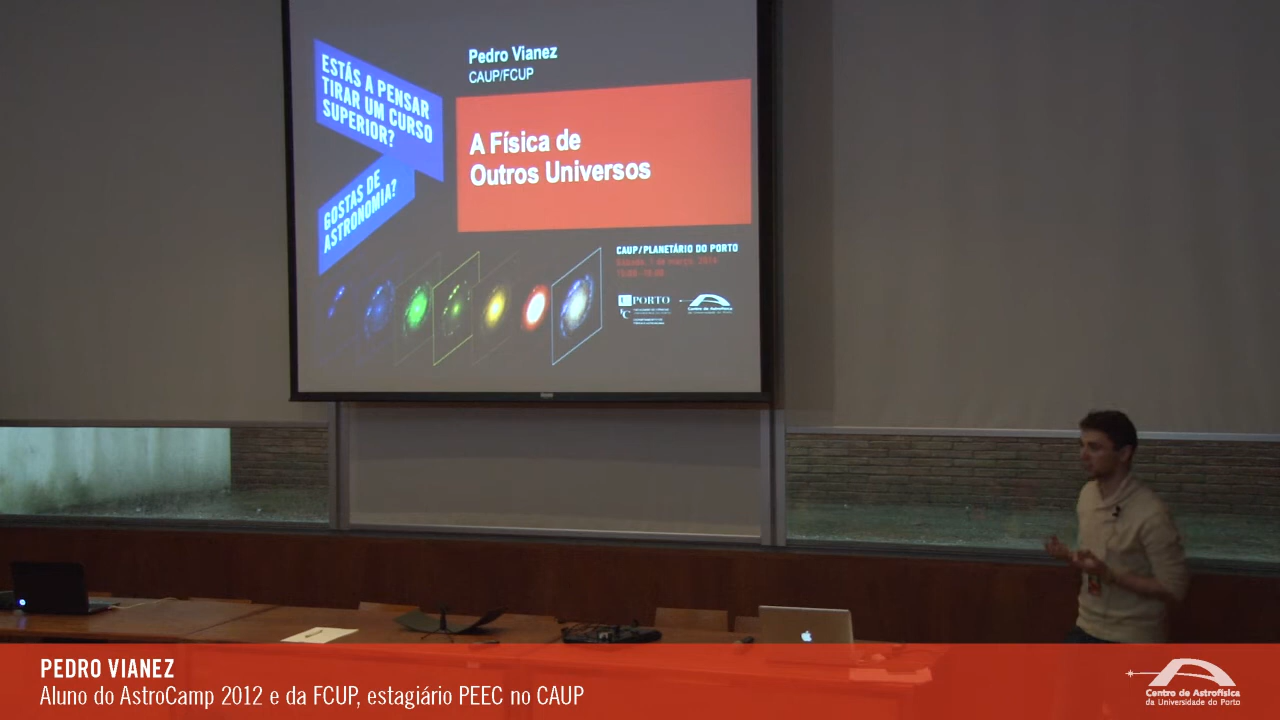 Pedro Vianez
CAUP/FCUP
ESTÁS A PENSAR
TIRAR UM CURSO
SUPERIOR?
A Física de
Outros Universos
GOSTAS DE
ASTRONOMIA?
CAUP/PLANETÁRIO DO PORTO
PORTO
PEDRO VIANEZ
Aluno do AstroCamp 2012 e da FCUP, estagiário PEEC no CAUP
Centro de Astrofísica
da Universidade do Porto